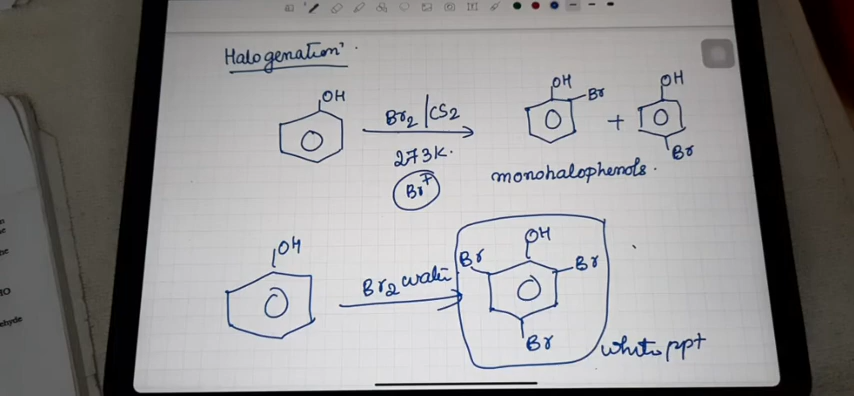 Halogenation
OH
Br2/CS2
273K.
Br+
OH
Br
+
OH
Br
monohalophenols.
OH
Br2 water
OH
Br
Br
Br
white ppt
ehyde